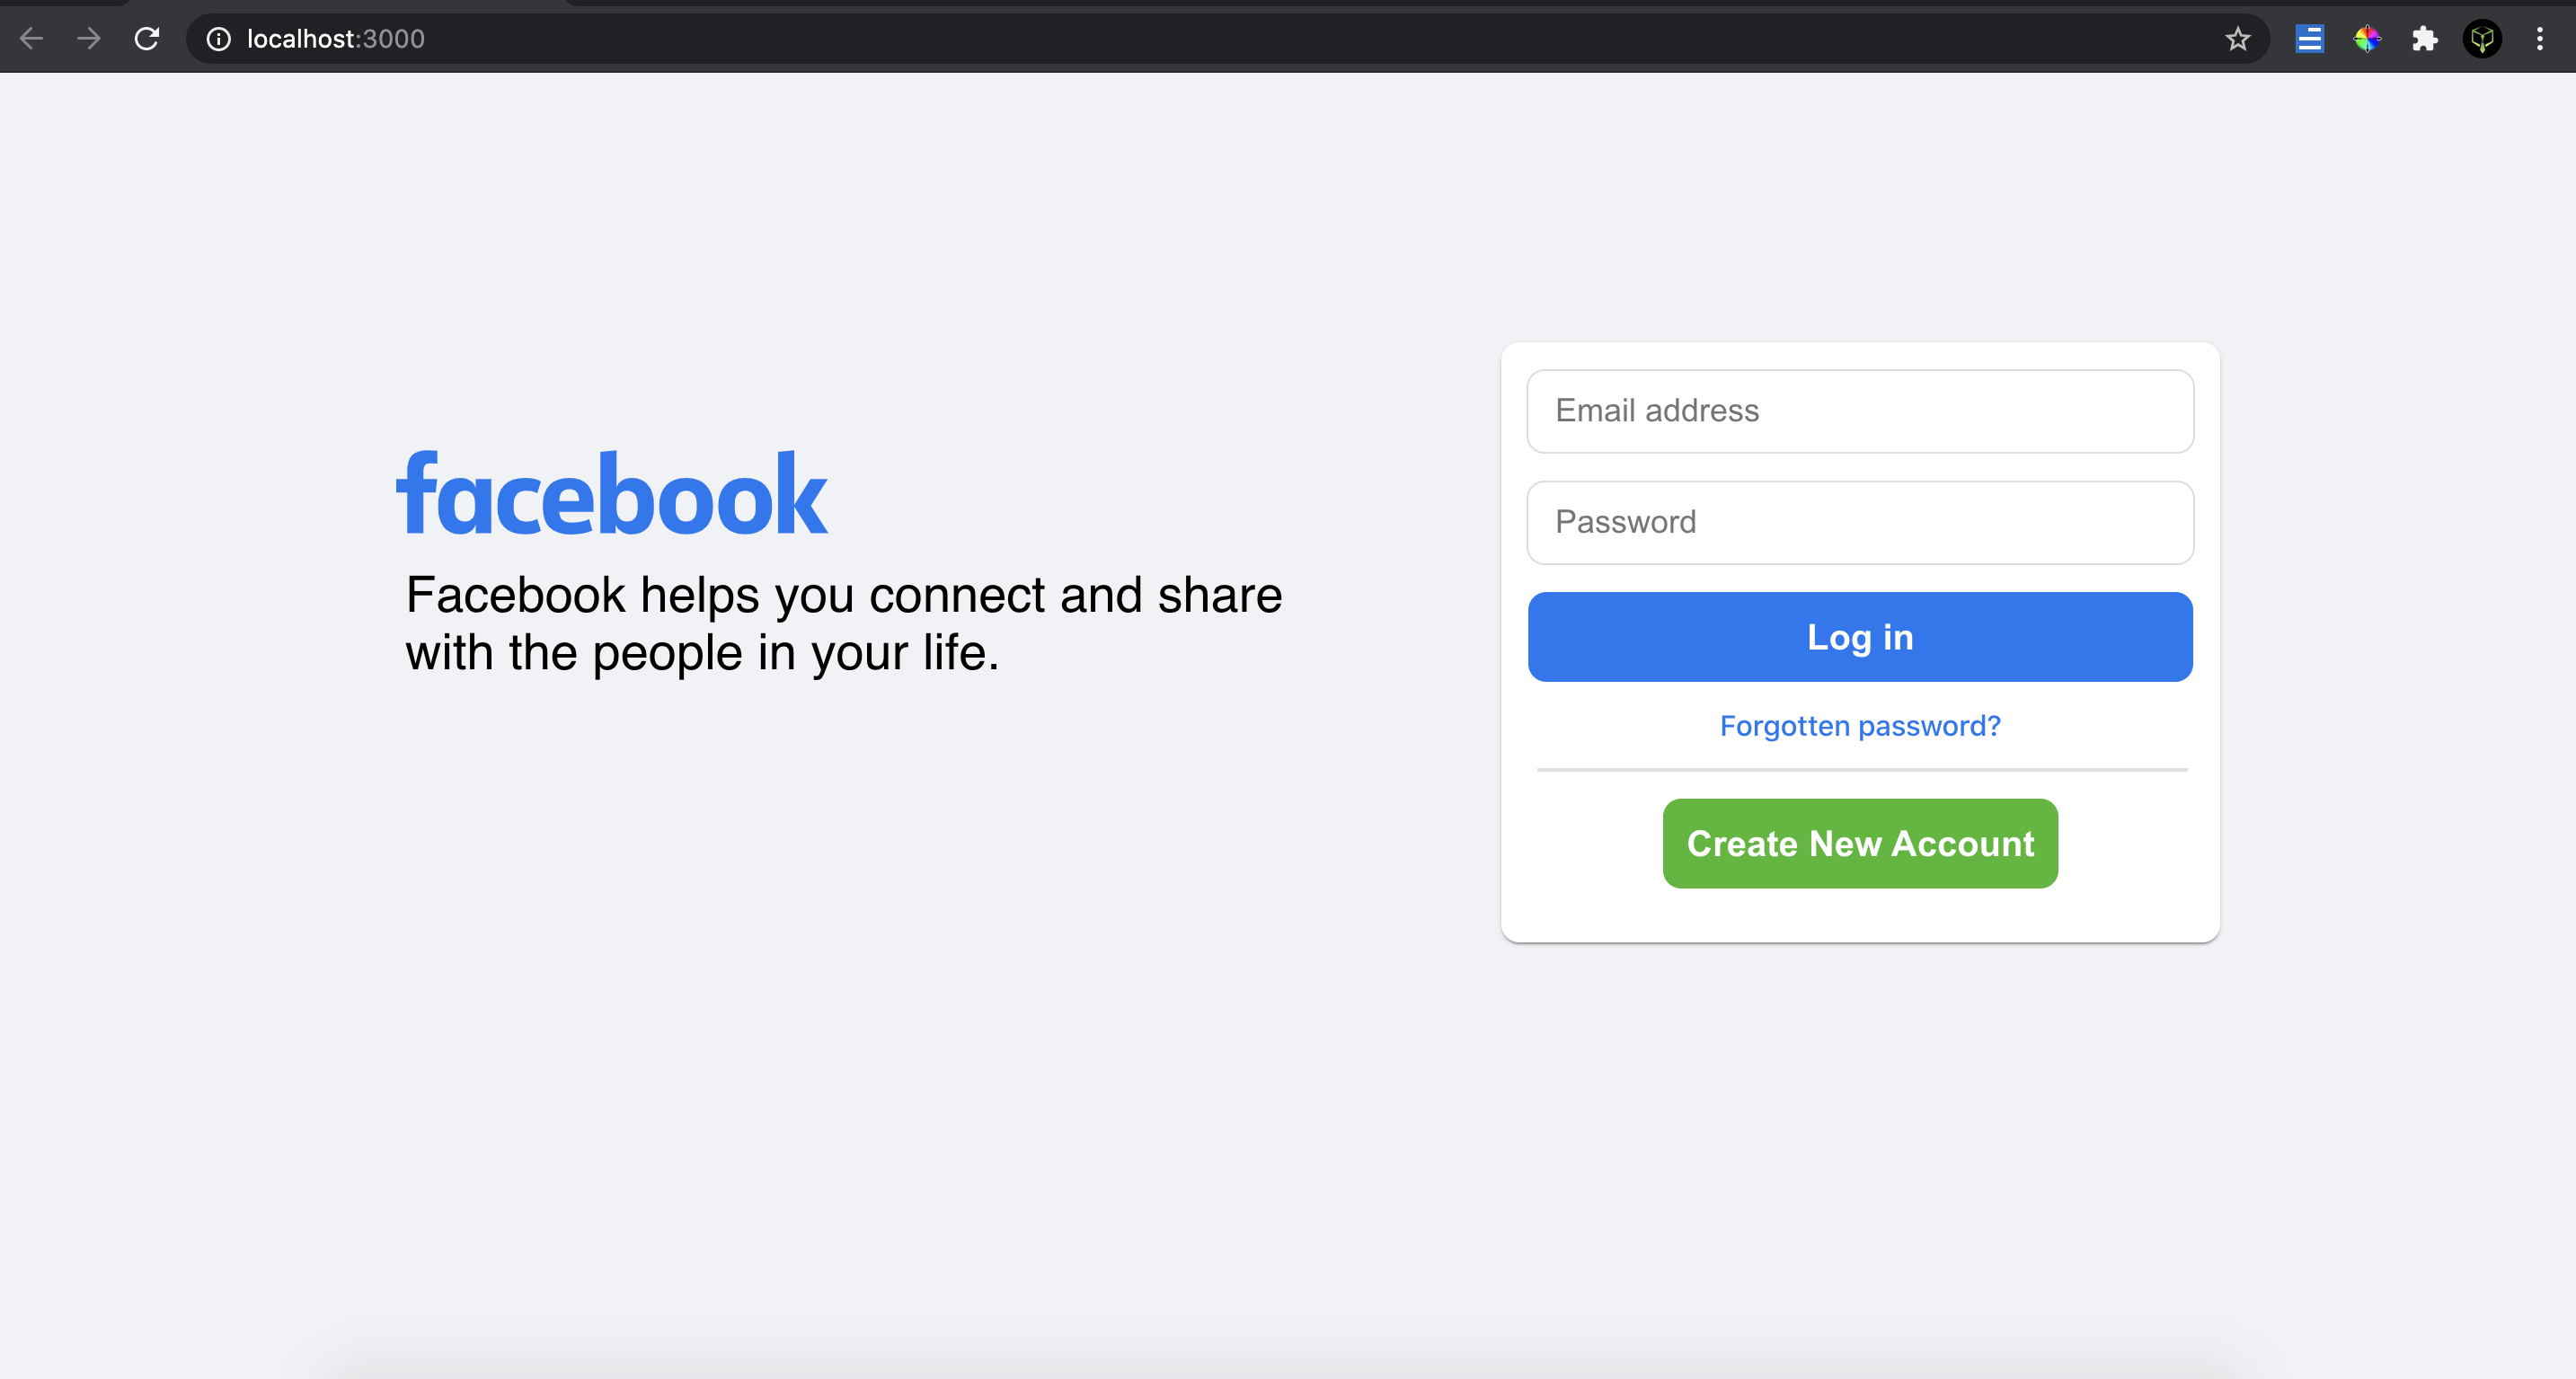 localhost:3000
facebook
Facebook helps you connect and share
with the people in your life.
Email address
Password
Log in
Forgotten password?
Create New Account